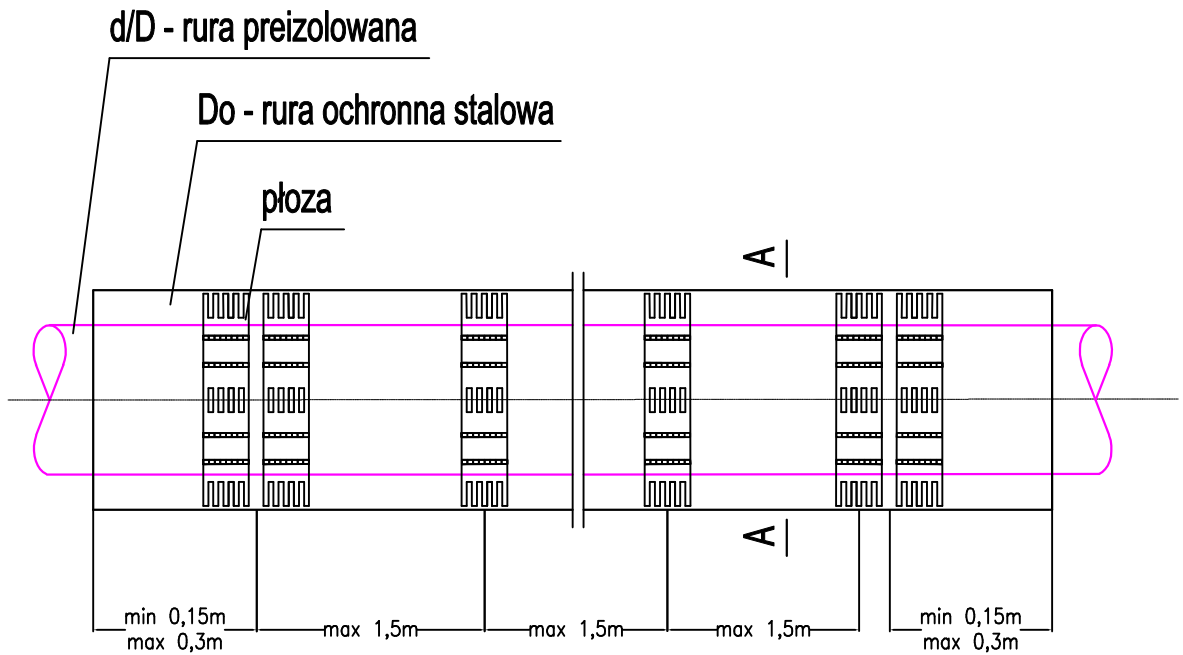 d/D - rura preizolowana
Do - rura ochronna stalowa
płoza
A
A
min 0,15m
max 0,3m
max 1,5m
max 1,5m
max 1,5m
min 0,15m
max 0,3m